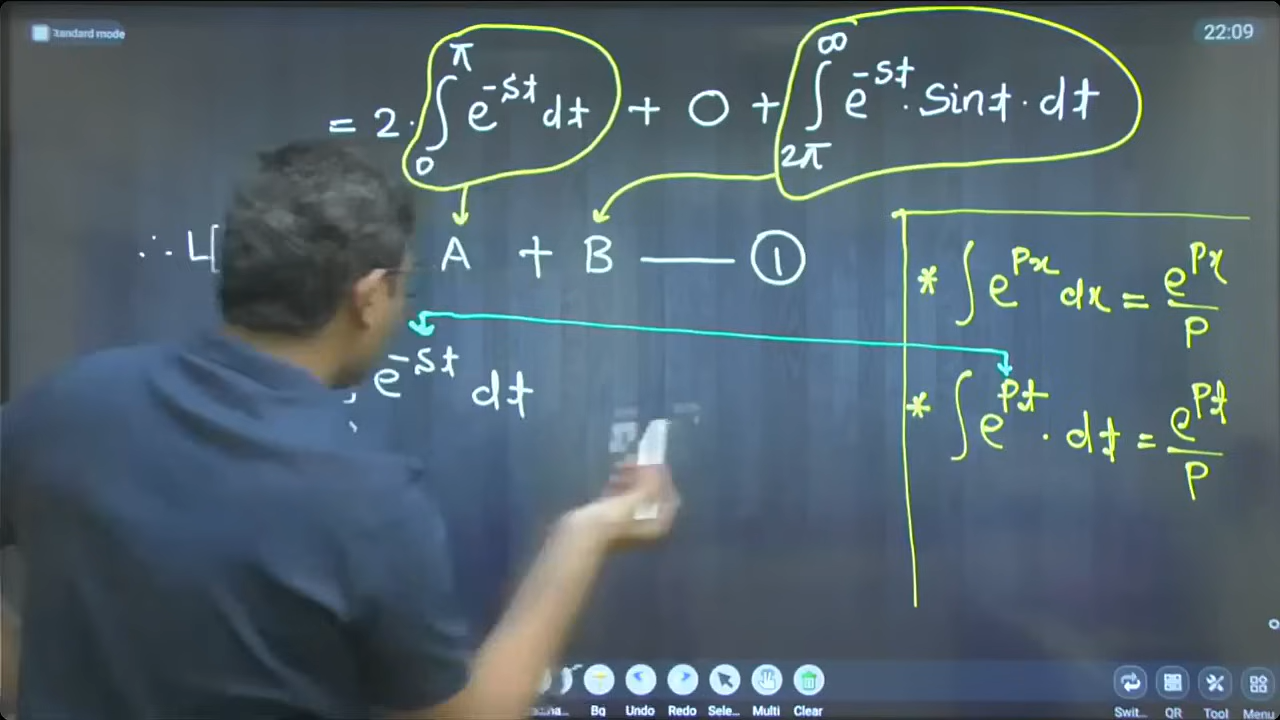 Standard mode
22:09
= 2. ∫₀^π e^{-st} dt + 0 + ∫_{2π}^∞ e^{-st}. sint. dt
∴ L[ A + B —— ①
* ∫ e^{px} dx = e^{px}/p
, e^{-st} dt
* ∫ e^{pt} . dt = e^{pt}/p
Bg Undo Redo Sele... Multi Clear Swit... QR Tool Menu